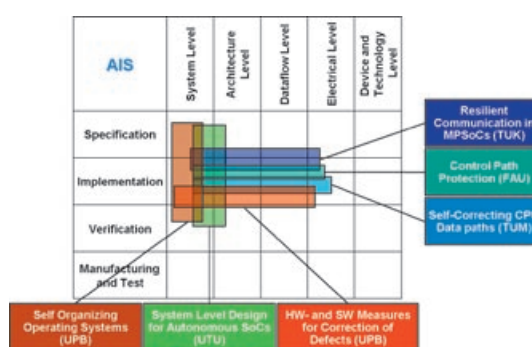 AIS
System Level
Architecture
Level
Dataflow Level
Electrical Level
Device and
Technology
Level
Specification
Implementation
Verification
Manufacturing
and Test
Resilient
Communication in
MPSoCs (TUK)
Control Path
Protection (FAU)
Self-Correcting CPU
Data paths (TUM)
Self Organizing
Operating Systems
(UPB)
System Level Design
for Autonomous SoCs
(UTU)
HW- and SW Measures
for Correction of
Defects (UPB)